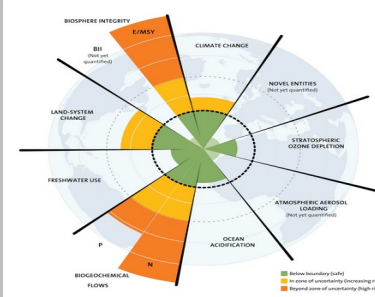 BIOSPHERE INTEGRITY
E/MSY
BII
(Not yet
quantified)
CLIMATE CHANGE
NOVEL ENTITIES
(Not yet quantified)
LAND-SYSTEM
CHANGE
STRATOSPHERIC
OZONE DEPLETION
FRESHWATER USE
ATMOSPHERIC AEROSOL
LOADING
(Not yet quantified)
P
N
OCEAN
ACIDIFICATION
BIOGEOCHEMICAL
FLOWS
Below boundary (safe)
In zone of uncertainty (increasing
Beyond zone of uncertainty (high